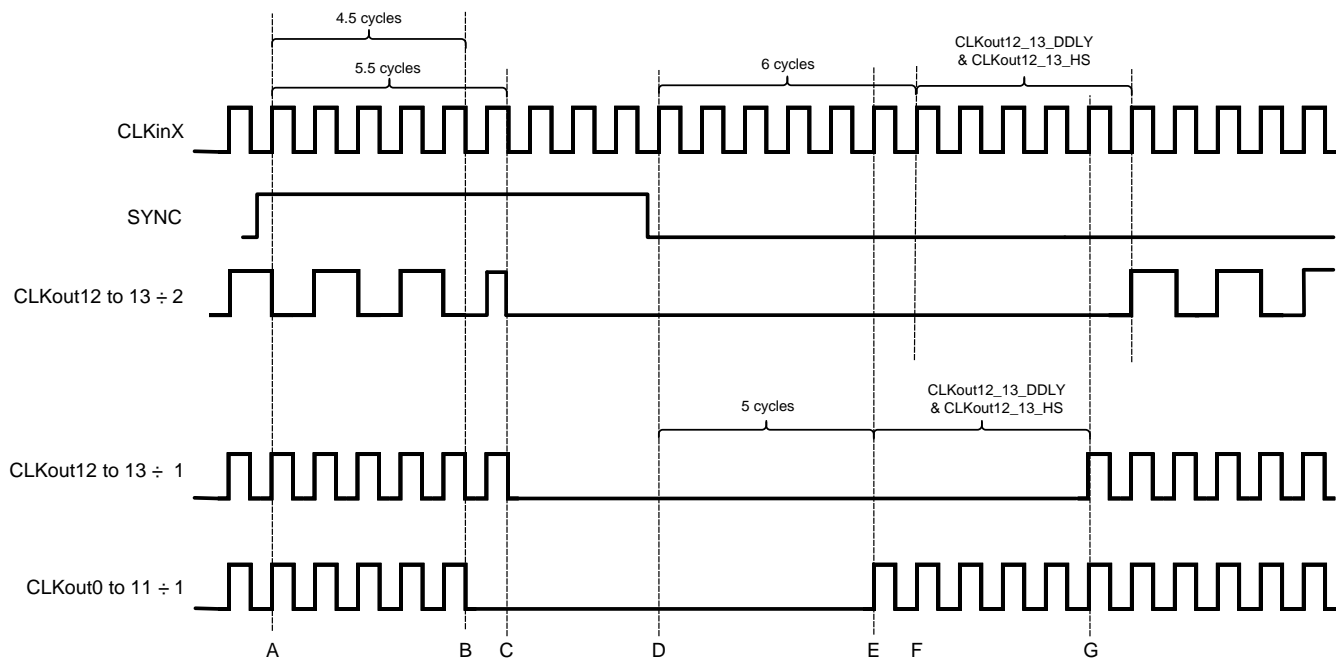 4.5 cycles
5.5 cycles
6 cycles
CLKout12_13_DDLY
& CLKout12_13_HS
CLKinX
SYNC
CLKout12 to 13 ÷ 2
5 cycles
CLKout12_13_DDLY
& CLKout12_13_HS
CLKout12 to 13 ÷ 1
CLKout0 to 11 ÷ 1
A B C D E F G